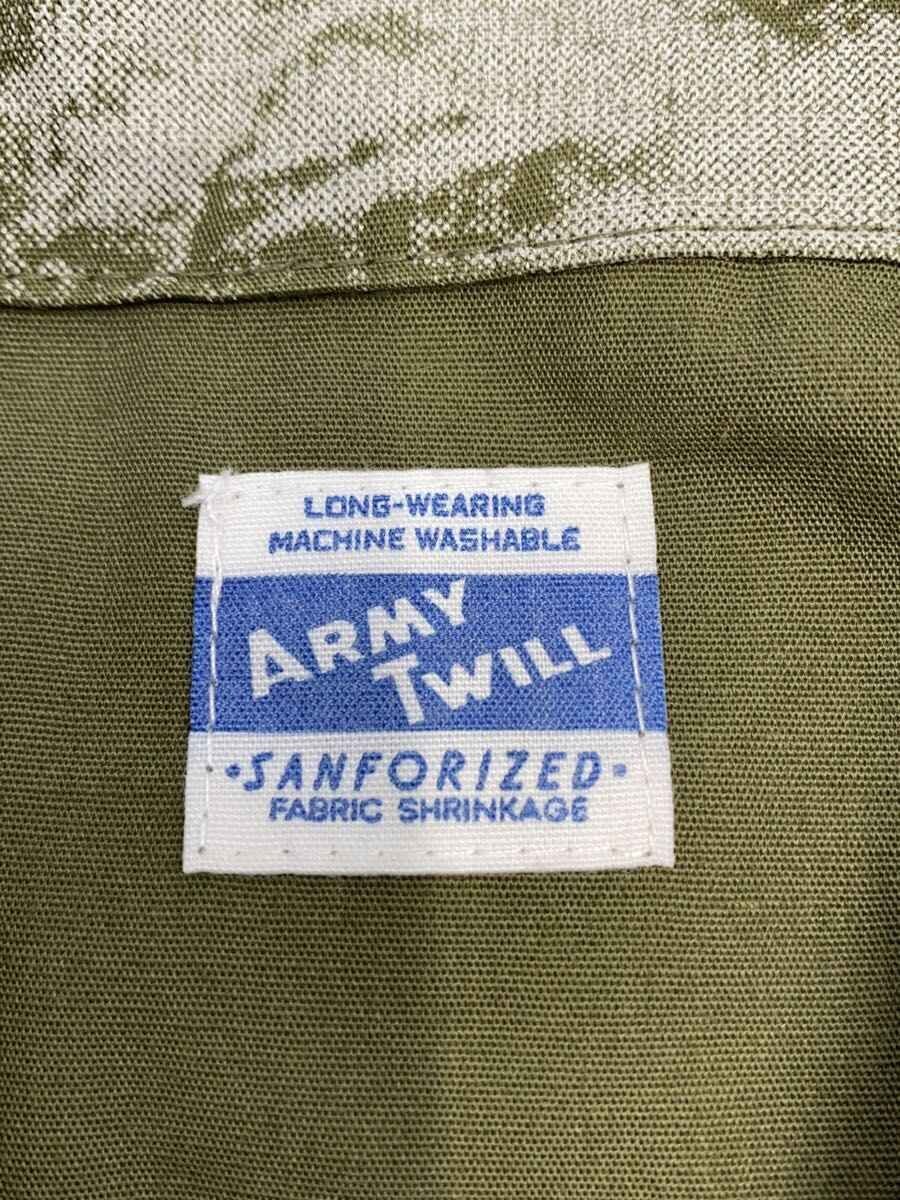 LONG-WEARING
MACHINE WASHABLE
ARMY
TWILL
•SANFORIZED•
FABRIC SHRINKAGE